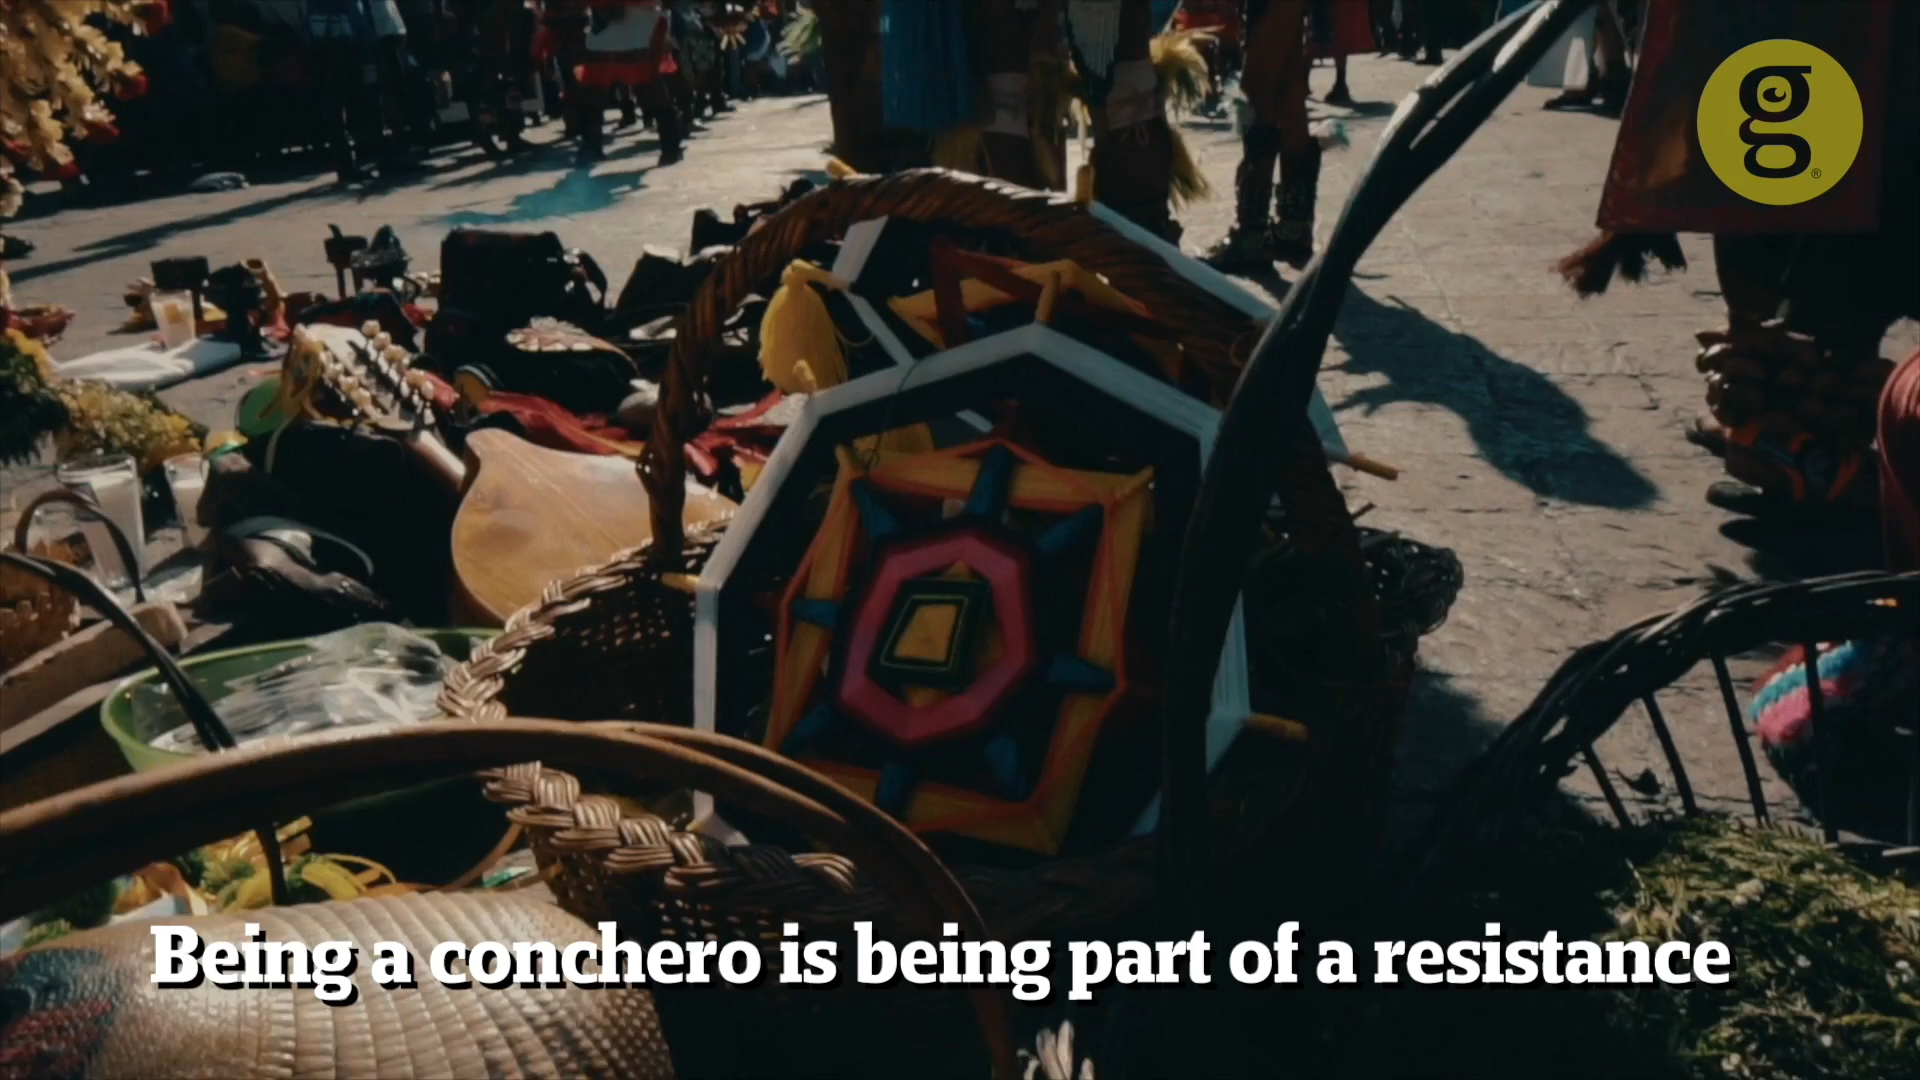 g
®
Being a conchero is being part of a resistance